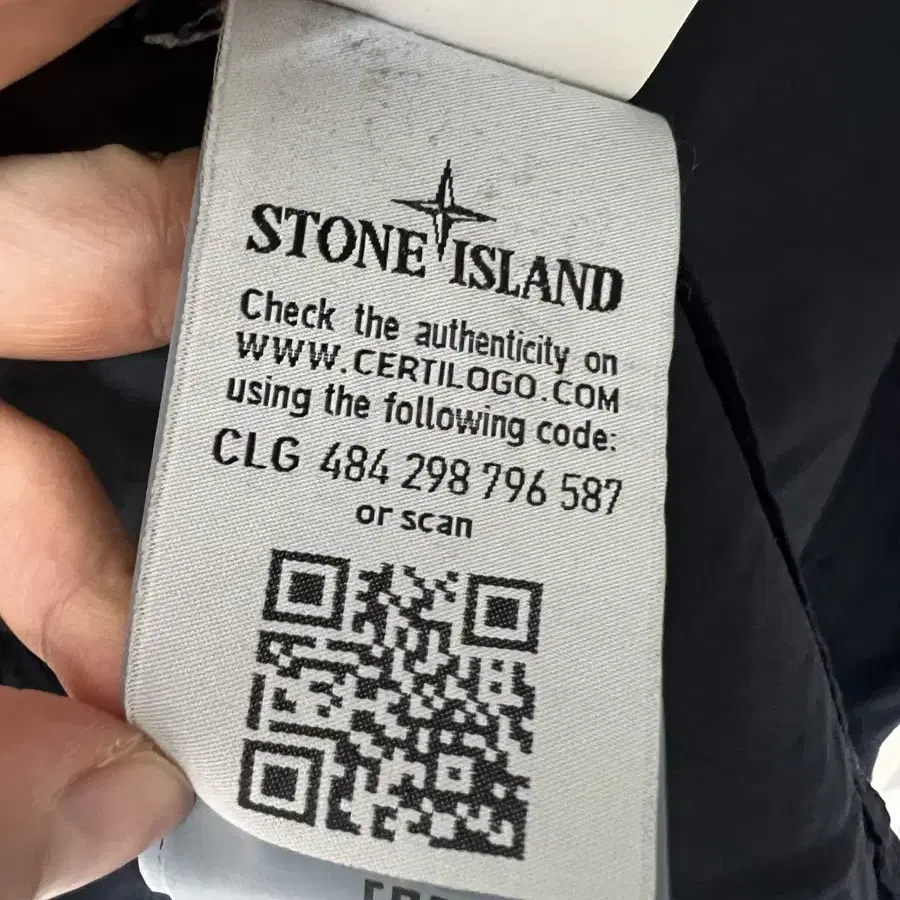 STONE ISLAND
Check the authenticity on
WWW.CERTILOGO.COM
using the following code:
CLG 484 298 796 587
or scan